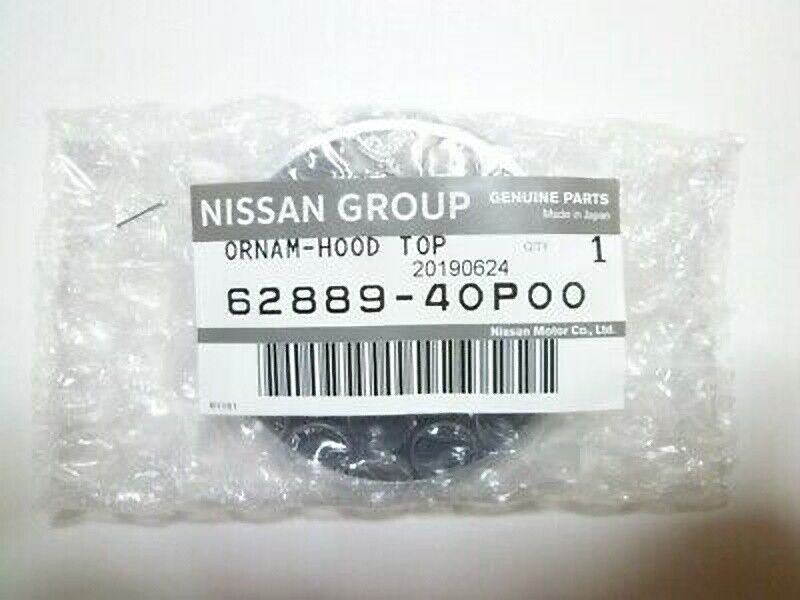 NISSAN GROUP GENUINE PARTS
Made in Japan
ORNAM-HOOD TOP QTY 1
20190624
62889-40P00
Nissan Motor Co., Ltd.